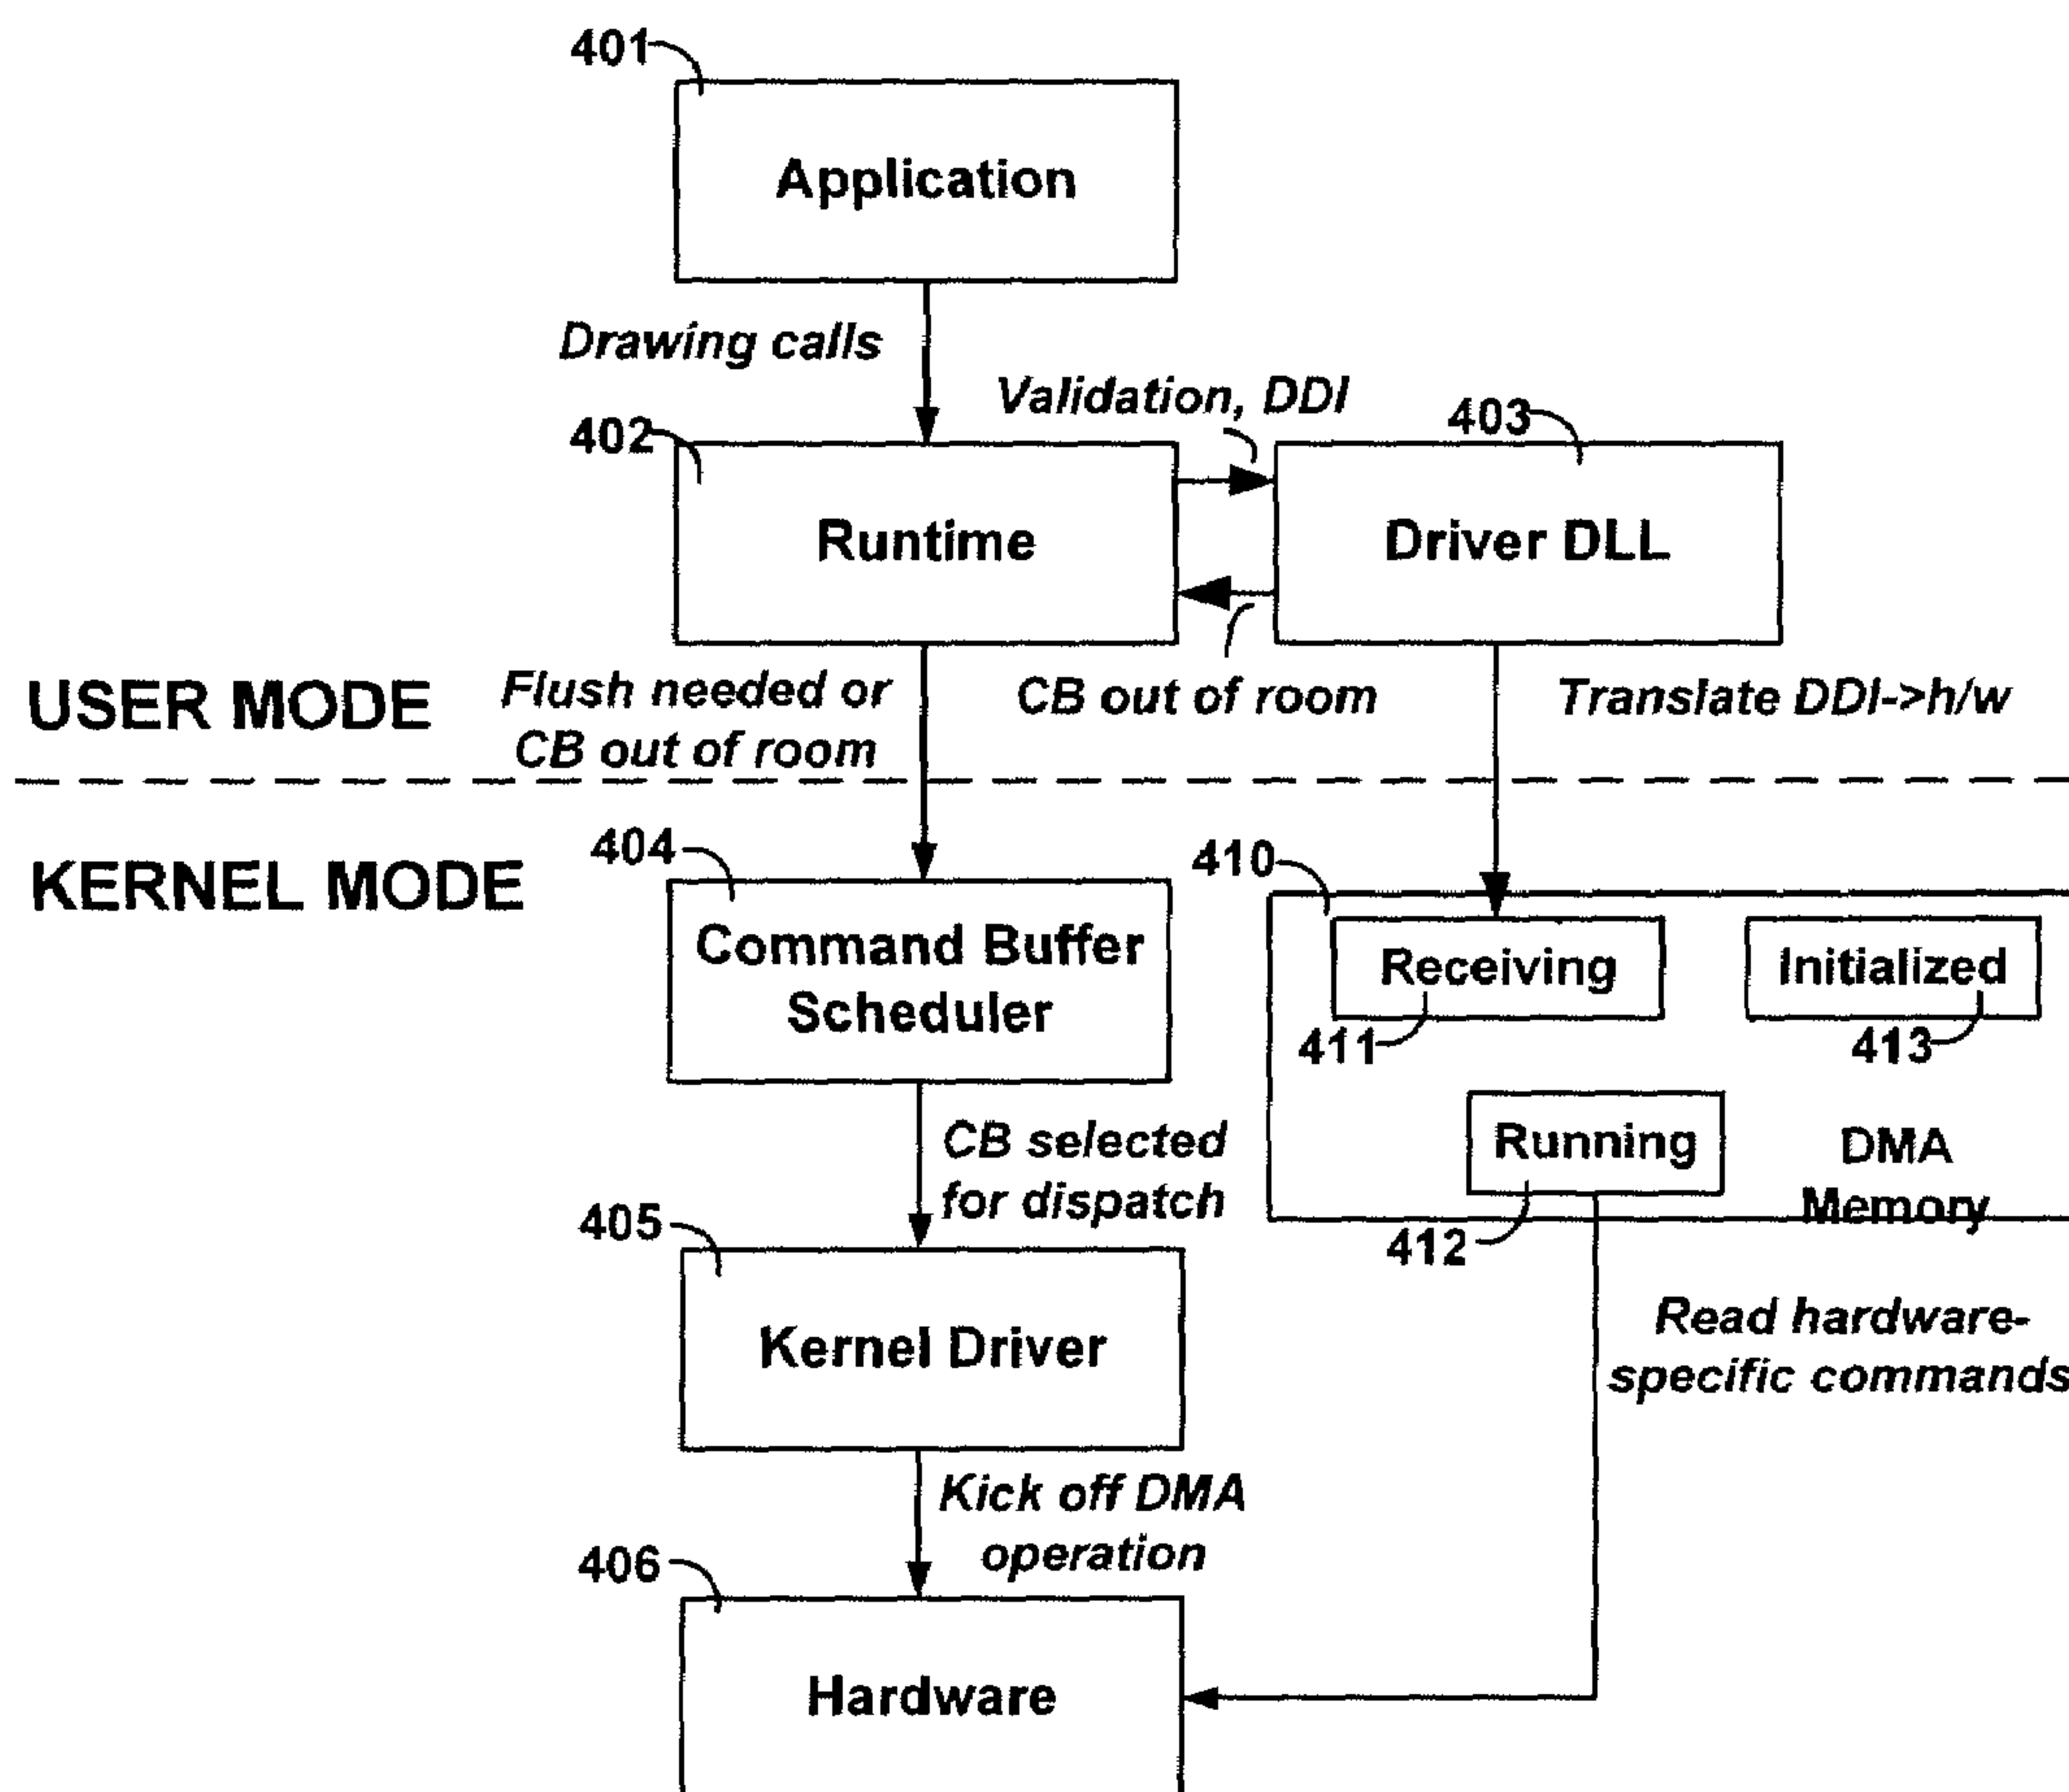 401
Application
Drawing calls
Validation, DDI
402
403
Runtime
Driver DLL
USER MODE
Flush needed or
CB out of room
CB out of room
Translate DDI->h/w
KERNEL MODE
404
410
Command Buffer
Scheduler
Receiving
Initialized
411
413
Running
DMA
Memory
412
CB selected
for dispatch
405
Kernel Driver
Read hardware-
specific commands
Kick off DMA
operation
406
Hardware